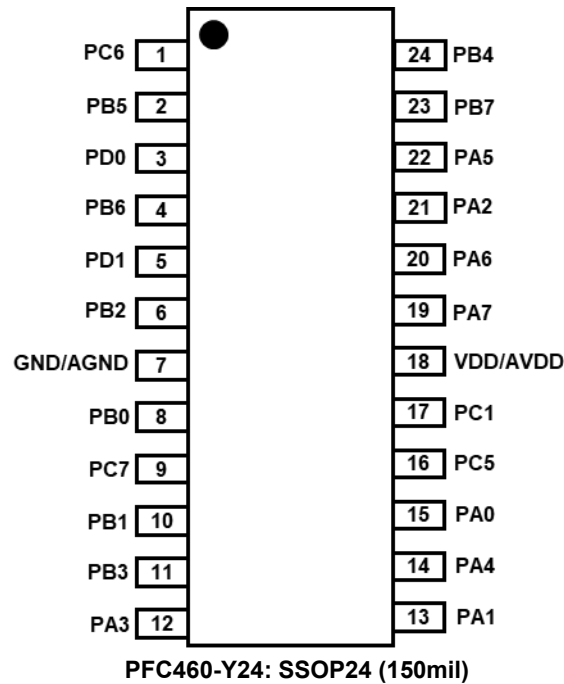 PC6 1 24 PB4
PB5 2 23 PB7
PD0 3 22 PA5
PB6 4 21 PA2
PD1 5 20 PA6
PB2 6 19 PA7
GND/AGND 7 18 VDD/AVDD
PB0 8 17 PC1
PC7 9 16 PC5
PB1 10 15 PA0
PB3 11 14 PA4
PA3 12 13 PA1
PFC460-Y24: SSOP24 (150mil)